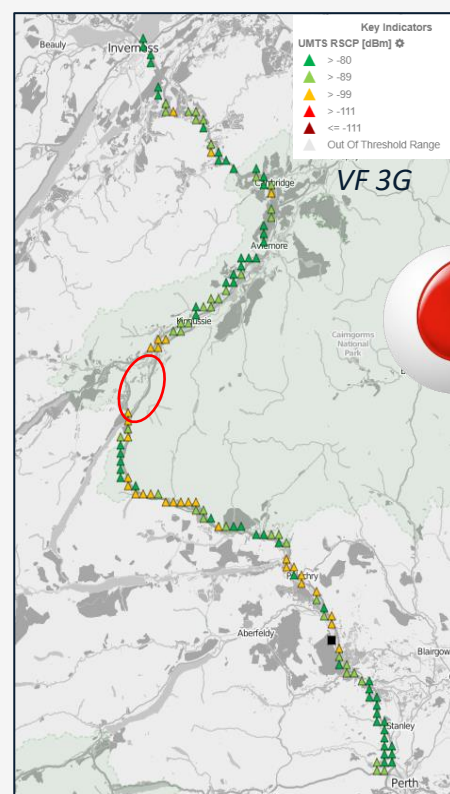 Key Indicators
UMTS RSCP [dBm]
> -80
> -89
> -99
> -111
<= -111
Out Of Threshold Range
VF 3G
Beauly
Inverness
Aviemore
Kingussie
Cairngorms
National
Park
Aberfeldy
Blairgow
Stanley
Perth